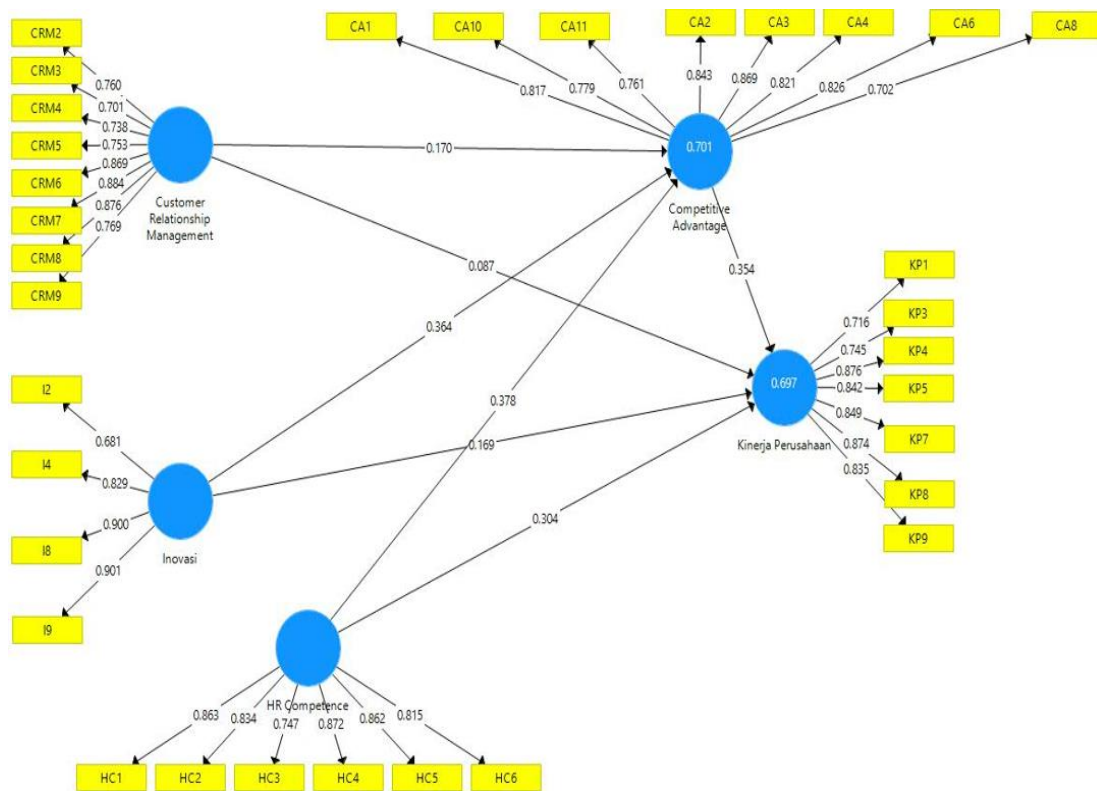 CA1
CA10
CA11
CA2
CA3
CA4
CA6
CA8
CRM2
CRM3
CRM4
CRM5
CRM6
CRM7
CRM8
CRM9
0.760
0.701
0.738
0.753
0.869
0.884
0.876
0.769
Customer
Relationship
Management
0.817
0.779
0.761
0.843
0.869
0.821
0.826
0.702
0.170
0.701
Competitive
Advantage
0.087
0.354
0.364
0.378
0.169
0.304
0.697
Kinerja Perusahaan
KP1
KP3
KP4
KP5
KP7
KP8
KP9
0.716
0.745
0.876
0.842
0.849
0.874
0.835
I2
I4
I8
I9
0.681
0.829
0.900
0.901
Inovasi
HR Competence
0.863
0.834
0.747
0.872
0.862
0.815
HC1
HC2
HC3
HC4
HC5
HC6